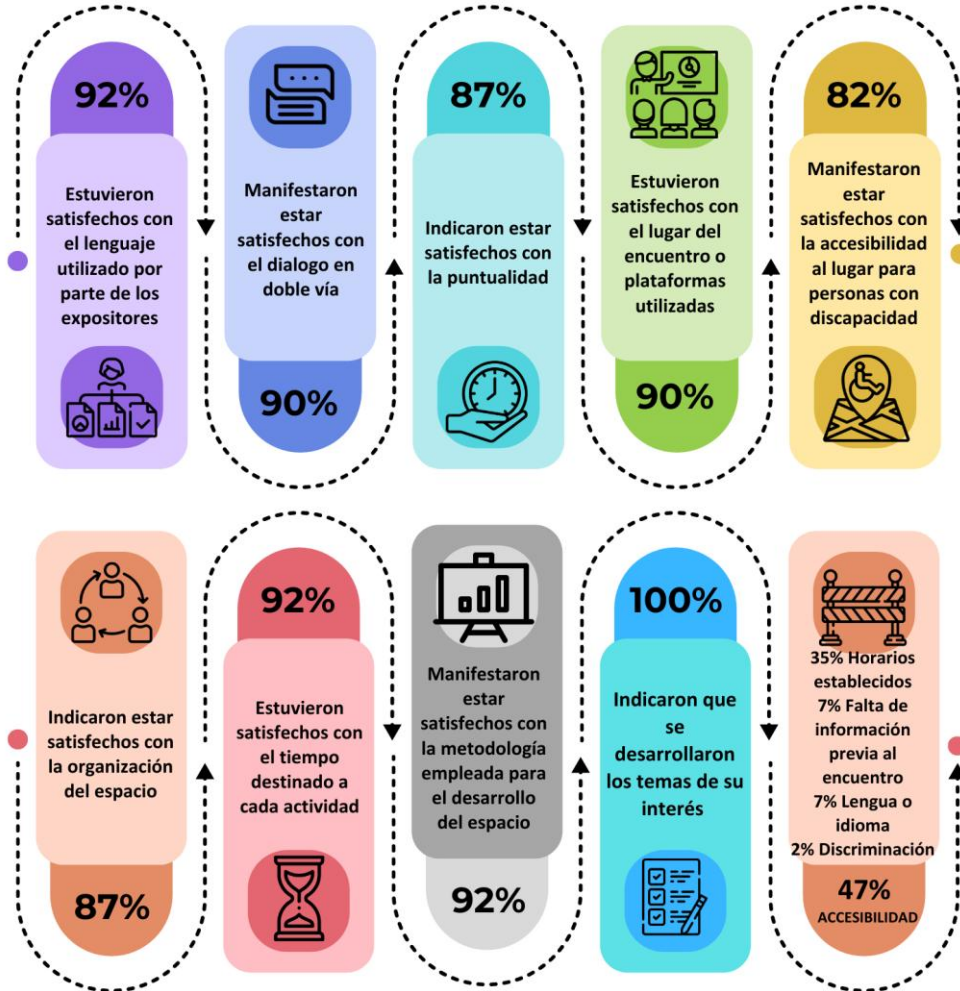 92%
Estuvieron
satisfechos con
el lenguaje
utilizado por
parte de los
expositores
Manifestaron
estar
satisfechos con
el dialogo en
doble vía
90%
87%
Indicaron estar
satisfechos con
la puntualidad
Estuvieron
satisfechos con
el lugar del
encuentro o
plataformas
utilizadas
90%
82%
Manifestaron
estar
satisfechos con
la accesibilidad
al lugar para
personas con
discapacidad
Indicaron estar
satisfechos con
la organización
del espacio
87%
92%
Estuvieron
satisfechos con
el tiempo
destinado a
cada actividad
Manifestaron
estar
satisfechos con
la metodología
empleada para
el desarrollo
del espacio
92%
100%
Indicaron que
se
desarrollaron
los temas de su
interés
35% Horarios
establecidos
7% Falta de
información
previa al
encuentro
7% Lengua o
idioma
2% Discriminación
47%
ACCESIBILIDAD